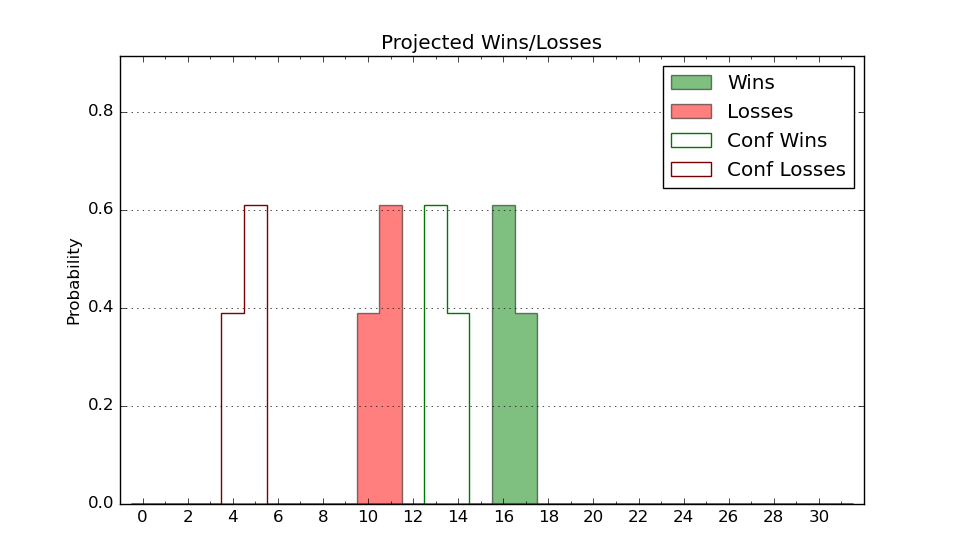 Projected Wins/Losses
Wins
Losses
Conf Wins
Conf Losses
Probability
0.8
0.6
0.4
0.2
0.0
0 2 4 6 8 10 12 14 16 18 20 22 24 26 28 30